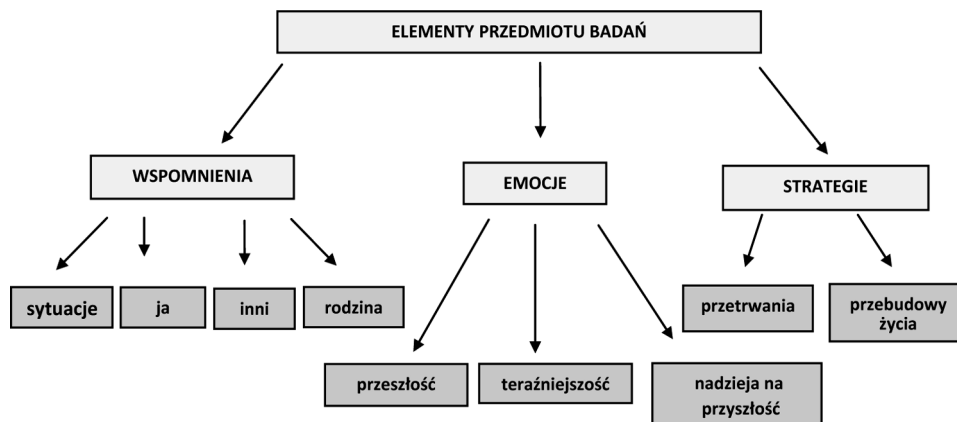 ELEMENTY PRZEDMIOTU BADAŃ
WSPOMNIENIA
EMOCJE
STRATEGIE
sytuacje
ja
inni
rodzina
przetrwania
przebudowy
życia
przeszłość
teraźniejszość
nadzieja na
przyszłość